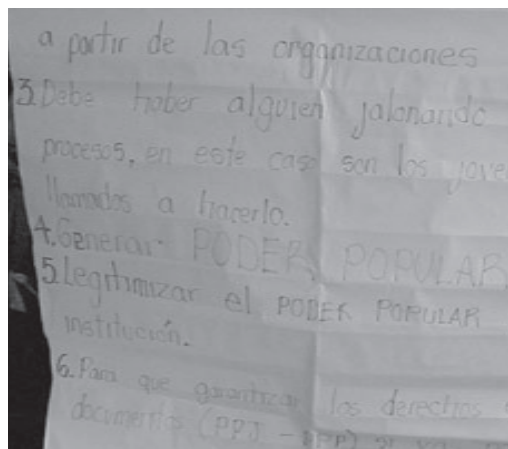 a partir de las organizaciones
3. Debe haber alguien jalonando
procesos, en este caso son los jove
llamados a hacerlo.
4. Generar PODER POPULAR
5. Legitimizar el PODER POPULAR
institución.
6. Para que garantizar los derechos
documentos (PPJ -